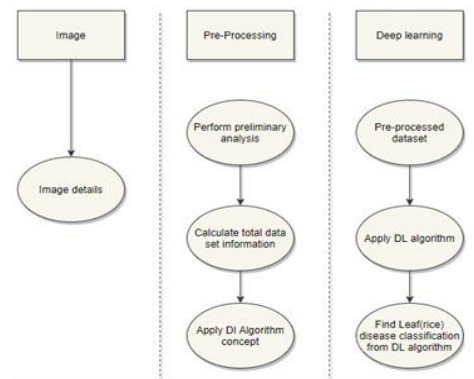 Image
Image details
Pre-Processing
Perform preliminary
analysis
Calculate total data
set information
Apply Dl Algorithm
concept
Deep learning
Pre-processed
dataset
Apply DL algorithm
Find Leaf(rice)
disease classification
from DL algorithm